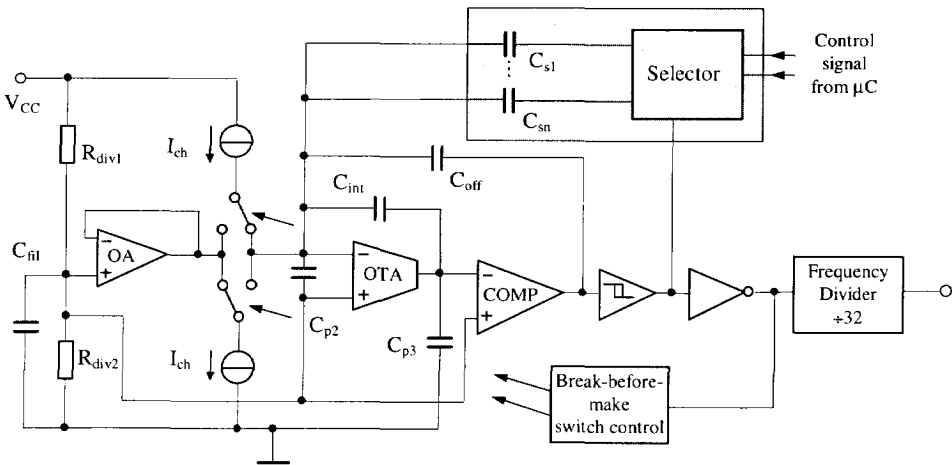 V_CC
R_div1
I_ch
C_s1
C_sn
Selector
Control
signal
from μC
C_off
C_int
C_fil
−
+
OA
−
+
OTA
−
+
COMP
C_p2
C_p3
R_div2
I_ch
Frequency
Divider
÷32
Break-before-
make
switch control